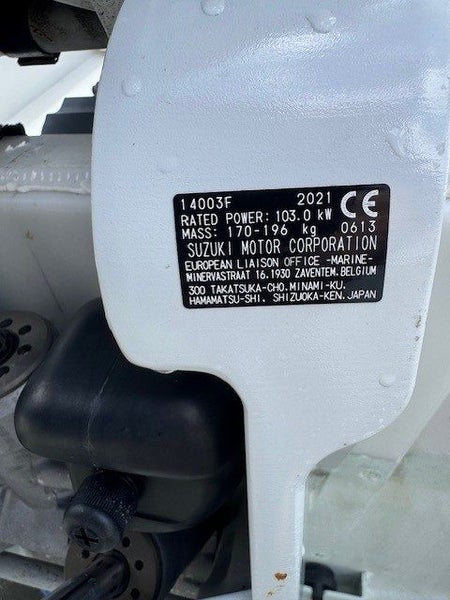 14003F 2021 CE
RATED POWER: 103.0 kW
MASS: 170-196 kg 0613
SUZUKI MOTOR CORPORATION
EUROPEAN LIAISON OFFICE -MARINE-
MINERVASTRAAT 16.1930 ZAVENTEM.BELGIUM
300 TAKATSUKA-CHO.MINAMI-KU.
HAMAMATSU-SHI. SHIZUOKA-KEN.JAPAN